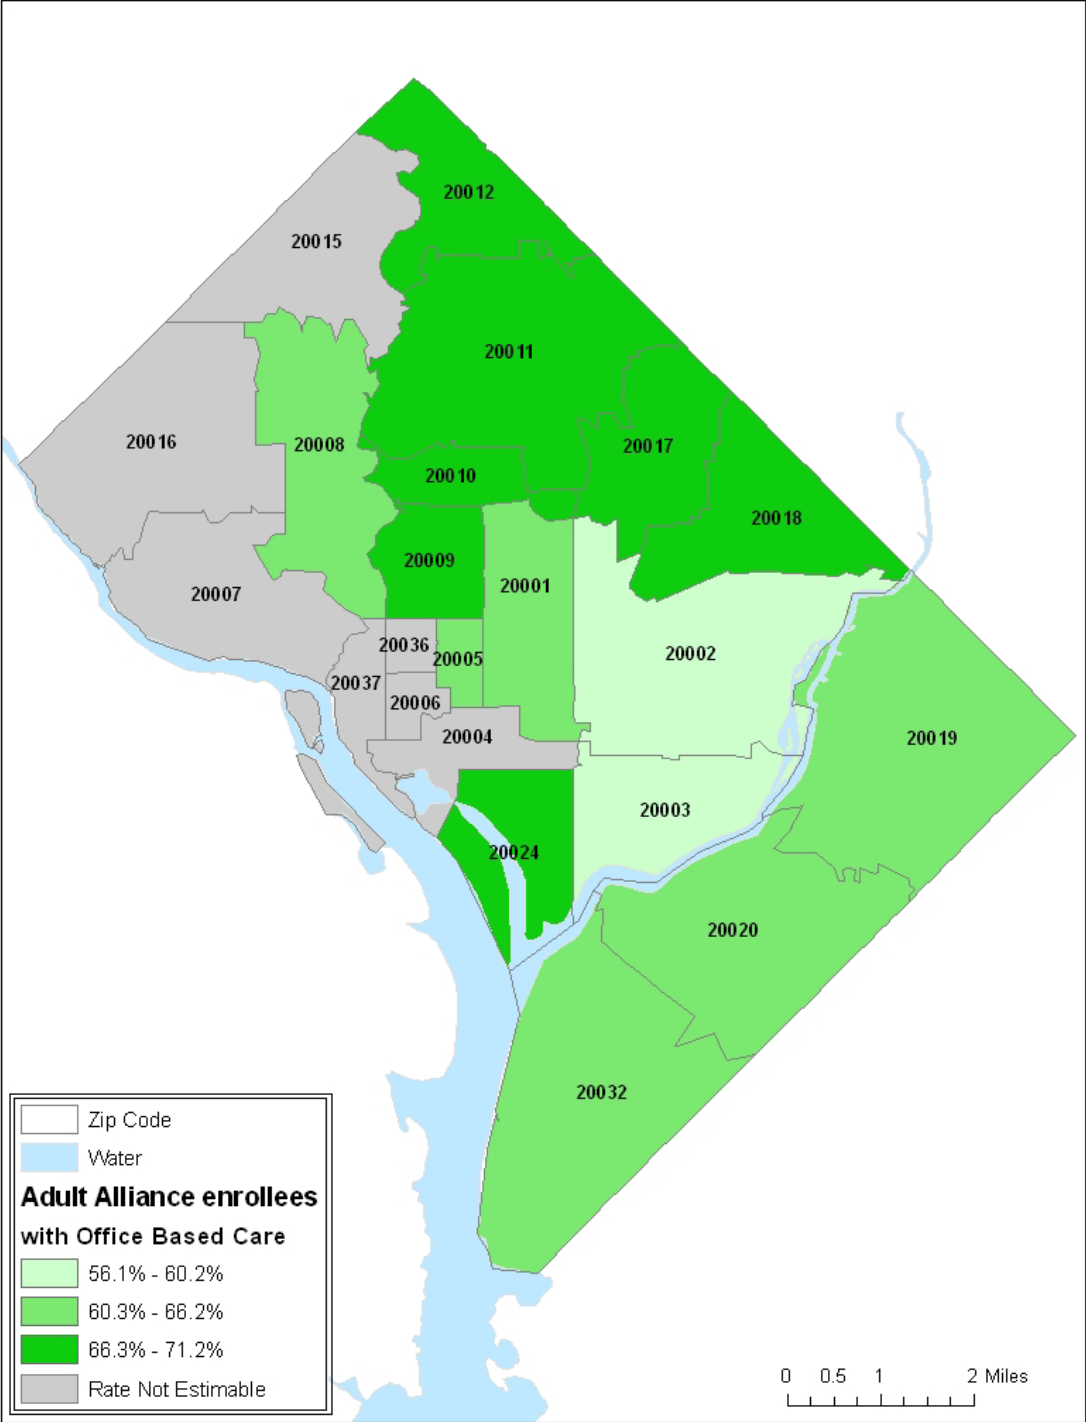 20012
20015
20011
20016
20008
20017
20010
20018
20009
20001
20007
20036
20005
20002
20037
20006
20004
20019
20003
20024
20020
20032
Zip Code
Water
Adult Alliance enrollees
with Office Based Care
56.1% - 60.2%
60.3% - 66.2%
66.3% - 71.2%
Rate Not Estimable
0 0.5 1 2 Miles